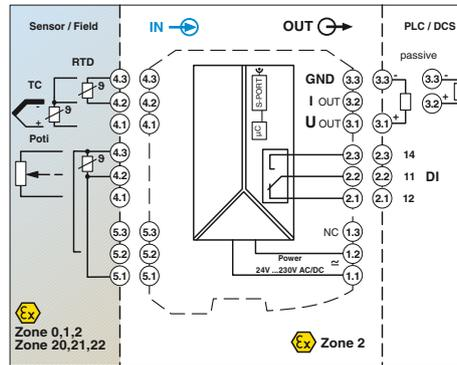 Sensor / Field
IN
OUT
PLC / DCS
RTD
TC
ϑ
ϑ
-
+
Poti
ϑ
4.3
4.2
4.1
4.3
4.2
4.1
5.3
5.2
5.1
4.3
4.2
4.1
5.3
5.2
5.1
S-PORT
µC
GND
I OUT
U OUT
3.3
3.2
3.1
2.3
2.2
2.1
NC
1.3
1.2
1.1
Power
≃
24V ...230V AC/DC
passive
3.3
-
3.3
-
3.2
+
3.1
+
2.3
14
2.2
11
DI
2.1
12
Ex
Zone 0,1,2
Zone 20,21,22
Ex
Zone 2